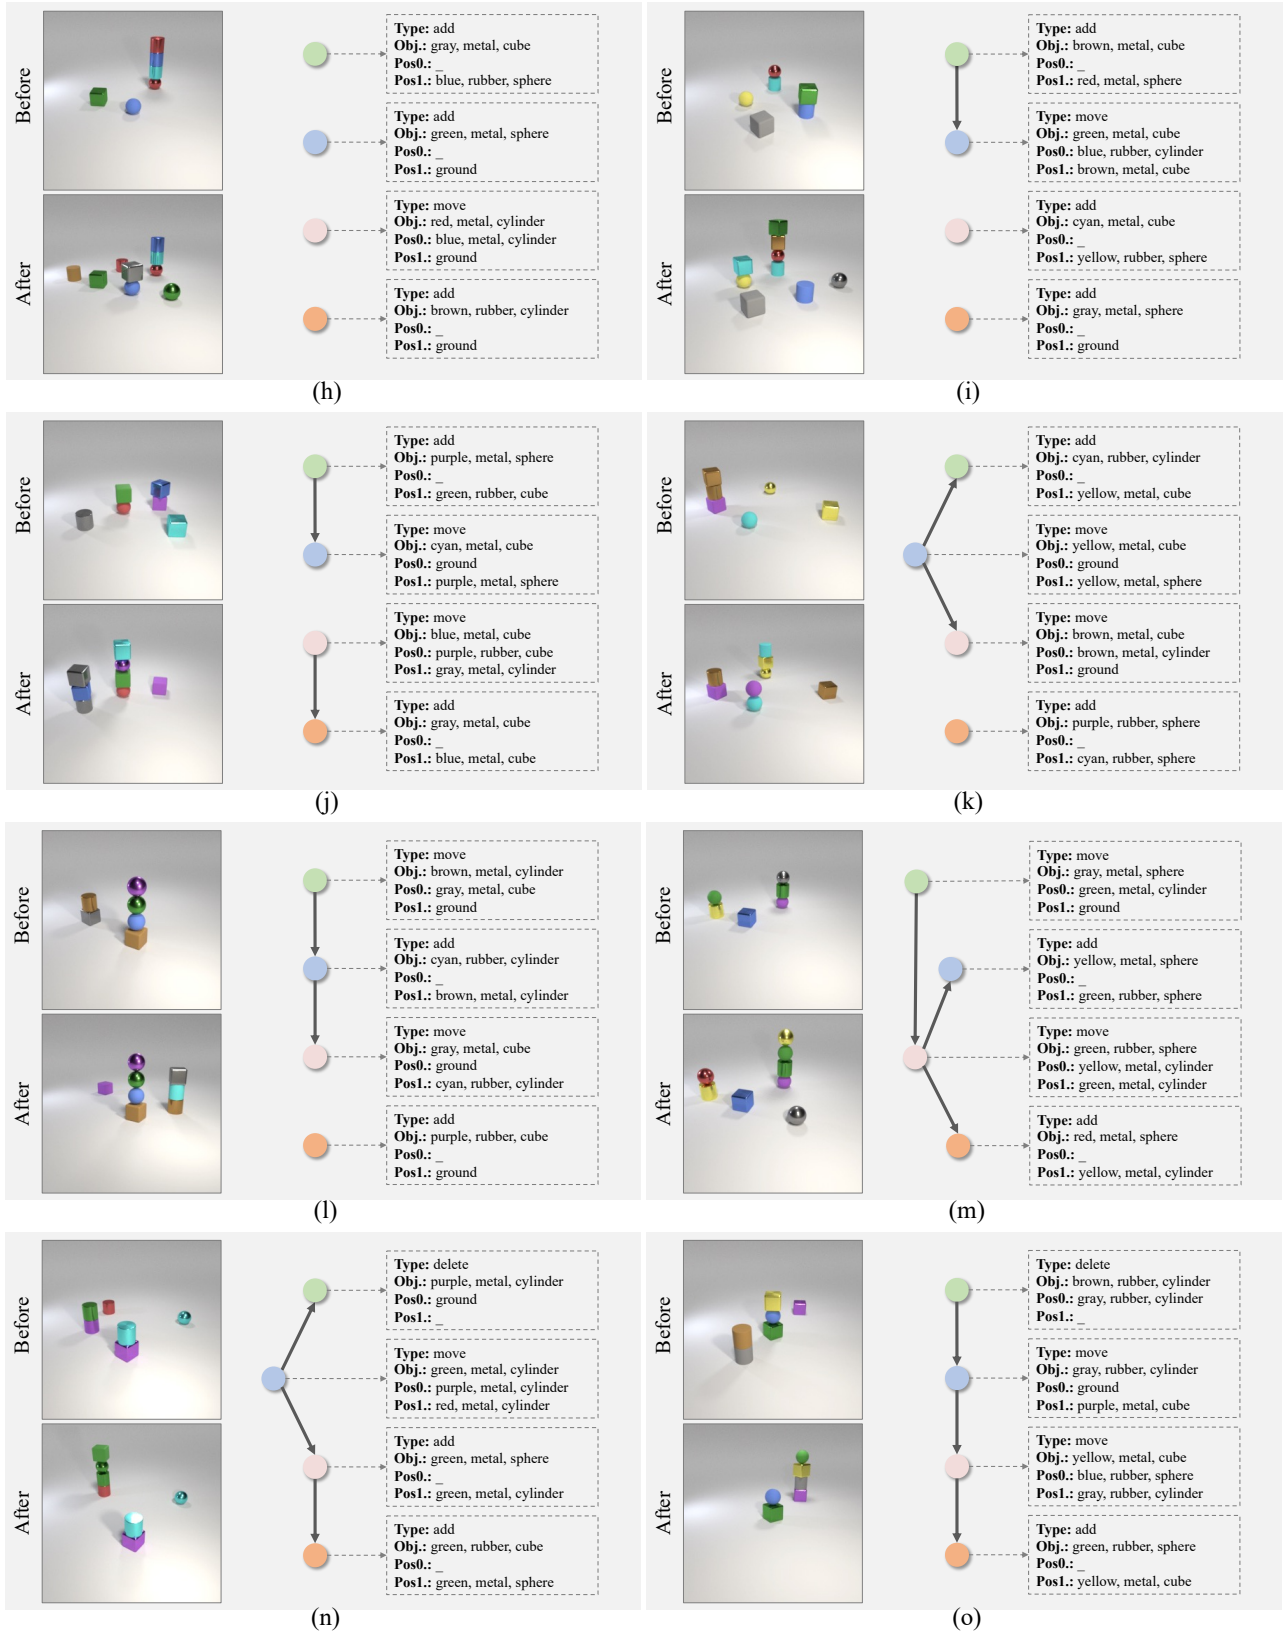 Before
After
Type: add
Obj.: gray, metal, cube
Pos0.: _
Pos1.: blue, rubber, sphere
Type: add
Obj.: green, metal, sphere
Pos0.: _
Pos1.: ground
Type: move
Obj.: red, metal, cylinder
Pos0.: blue, metal, cylinder
Pos1.: ground
Type: add
Obj.: brown, rubber, cylinder
Pos0.: _
Pos1.: ground
(h)
Before
After
Type: add
Obj.: brown, metal, cube
Pos0.: _
Pos1.: red, metal, sphere
Type: move
Obj.: green, metal, cube
Pos0.: blue, rubber, cylinder
Pos1.: brown, metal, cube
Type: add
Obj.: cyan, metal, cube
Pos0.: _
Pos1.: yellow, rubber, sphere
Type: add
Obj.: gray, metal, sphere
Pos0.: _
Pos1.: ground
(i)
Before
After
Type: add
Obj.: purple, metal, sphere
Pos0.: _
Pos1.: green, rubber, cube
Type: move
Obj.: cyan, metal, cube
Pos0.: ground
Pos1.: purple, metal, sphere
Type: move
Obj.: blue, metal, cube
Pos0.: purple, rubber, cube
Pos1.: gray, metal, cylinder
Type: add
Obj.: gray, metal, cube
Pos0.: _
Pos1.: blue, metal, cube
(j)
Before
After
Type: add
Obj.: cyan, rubber, cylinder
Pos0.: _
Pos1.: yellow, metal, cube
Type: move
Obj.: yellow, metal, cube
Pos0.: ground
Pos1.: yellow, metal, sphere
Type: move
Obj.: brown, metal, cube
Pos0.: brown, metal, cylinder
Pos1.: ground
Type: add
Obj.: purple, rubber, sphere
Pos0.: _
Pos1.: cyan, rubber, sphere
(k)
Before
After
Type: move
Obj.: brown, metal, cylinder
Pos0.: gray, metal, cube
Pos1.: ground
Type: add
Obj.: cyan, rubber, cylinder
Pos0.: _
Pos1.: brown, metal, cylinder
Type: move
Obj.: gray, metal, cube
Pos0.: ground
Pos1.: cyan, rubber, cylinder
Type: add
Obj.: purple, rubber, cube
Pos0.: _
Pos1.: ground
(l)
Before
After
Type: move
Obj.: gray, metal, sphere
Pos0.: green, metal, cylinder
Pos1.: ground
Type: add
Obj.: yellow, metal, sphere
Pos0.: _
Pos1.: green, rubber, sphere
Type: move
Obj.: green, rubber, sphere
Pos0.: yellow, metal, cylinder
Pos1.: green, metal, cylinder
Type: add
Obj.: red, metal, sphere
Pos0.: _
Pos1.: yellow, metal, cylinder
(m)
Before
After
Type: delete
Obj.: purple, metal, cylinder
Pos0.: ground
Pos1.: _
Type: move
Obj.: green, metal, cylinder
Pos0.: purple, metal, cylinder
Pos1.: red, metal, cylinder
Type: add
Obj.: green, metal, sphere
Pos0.: _
Pos1.: green, metal, cylinder
Type: add
Obj.: green, rubber, cube
Pos0.: _
Pos1.: green, metal, sphere
(n)
Before
After
Type: delete
Obj.: brown, rubber, cylinder
Pos0.: gray, rubber, cylinder
Pos1.: _
Type: move
Obj.: gray, rubber, cylinder
Pos0.: ground
Pos1.: purple, metal, cube
Type: move
Obj.: yellow, metal, cube
Pos0.: blue, rubber, sphere
Pos1.: gray, rubber, cylinder
Type: add
Obj.: green, rubber, sphere
Pos0.: _
Pos1.: yellow, metal, cube
(o)